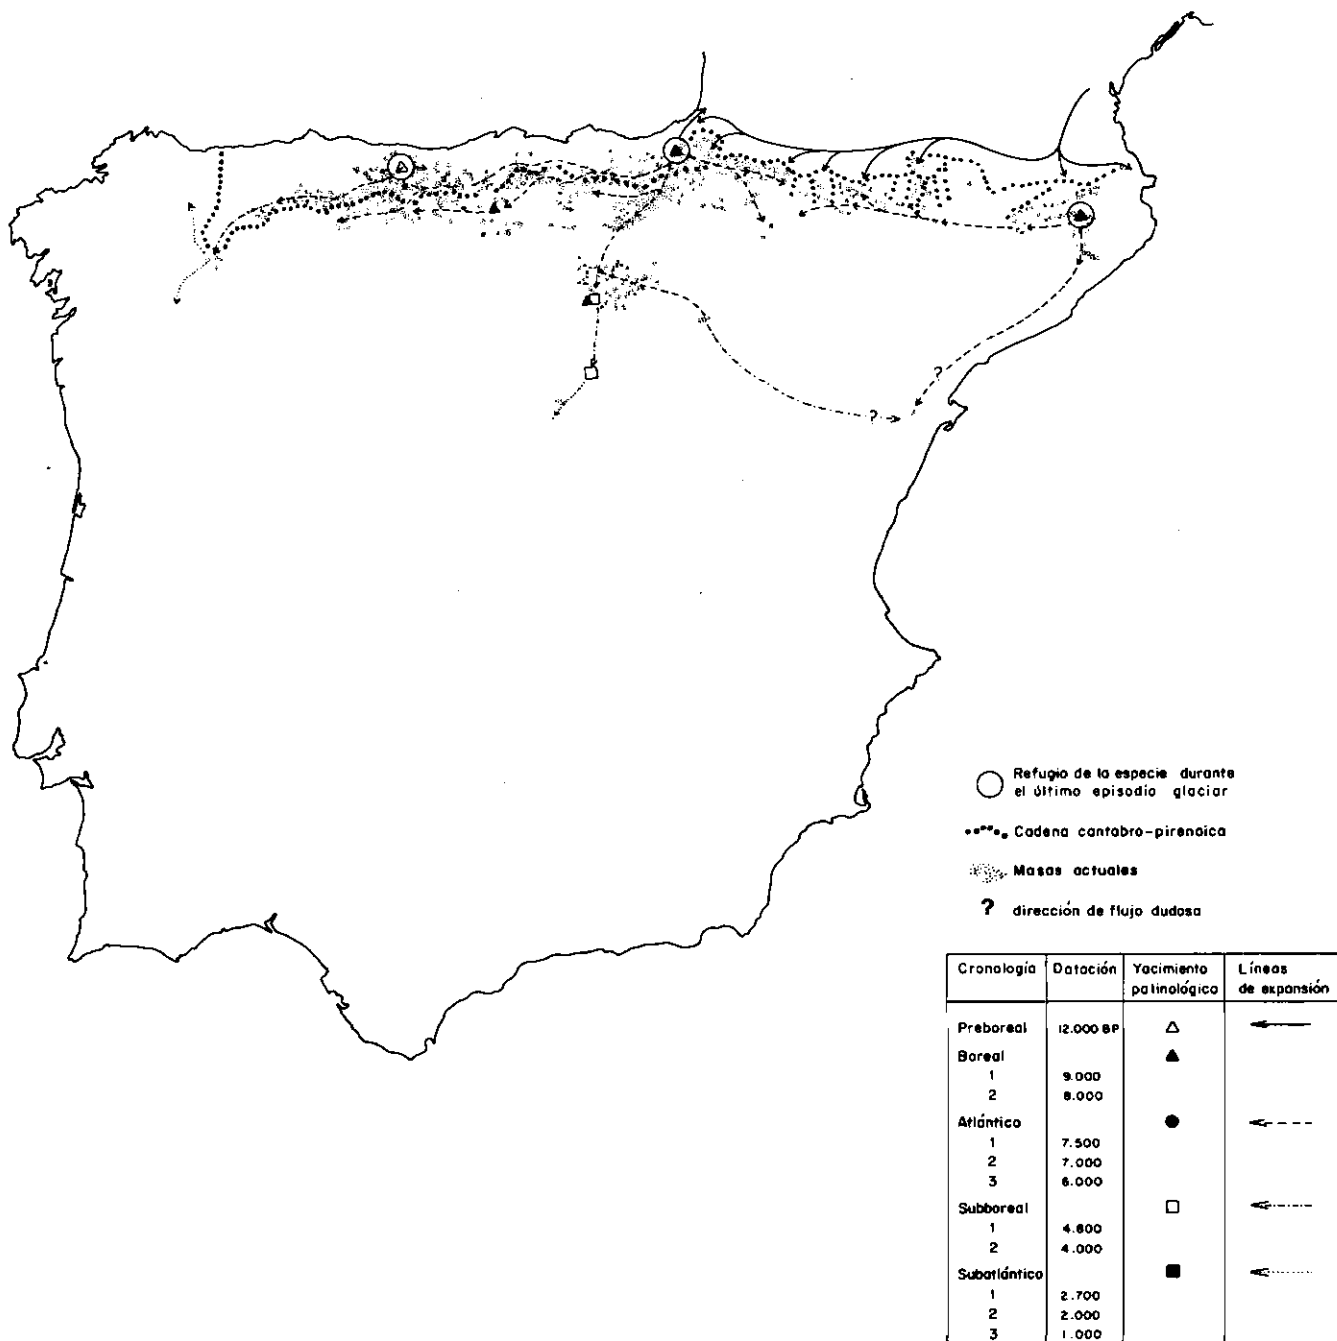 ?
?
Refugio de la especie durante
el último episodio glaciar
Cadena cantabro-pirenaica
Masas actuales
? dirección de flujo dudosa
Cronología Datación Yacimiento palinológico Líneas de expansión
Preboreal 12.000 BP
Boreal
1 9.000
2 8.000
Atlántico
1 7.500
2 7.000
3 6.000
Subboreal
1 4.800
2 4.000
Subatlántico
1 2.700
2 2.000
3 1.000